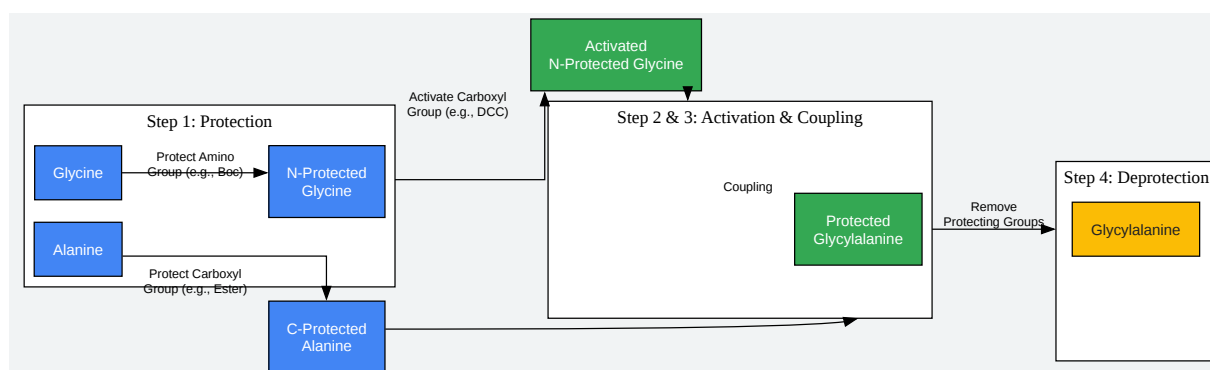 Activated
N-Protected Glycine
Activate Carboxyl
Group (e.g., DCC)
Step 1: Protection
Step 2 & 3: Activation & Coupling
Glycine
Protect Amino
Group (e.g., Boc)
N-Protected
Glycine
Step 4: Deprotection
Coupling
Protected
Glycylalanine
Remove
Protecting Groups
Glycylalanine
Alanine
Protect Carboxyl
Group (e.g., Ester)
C-Protected
Alanine